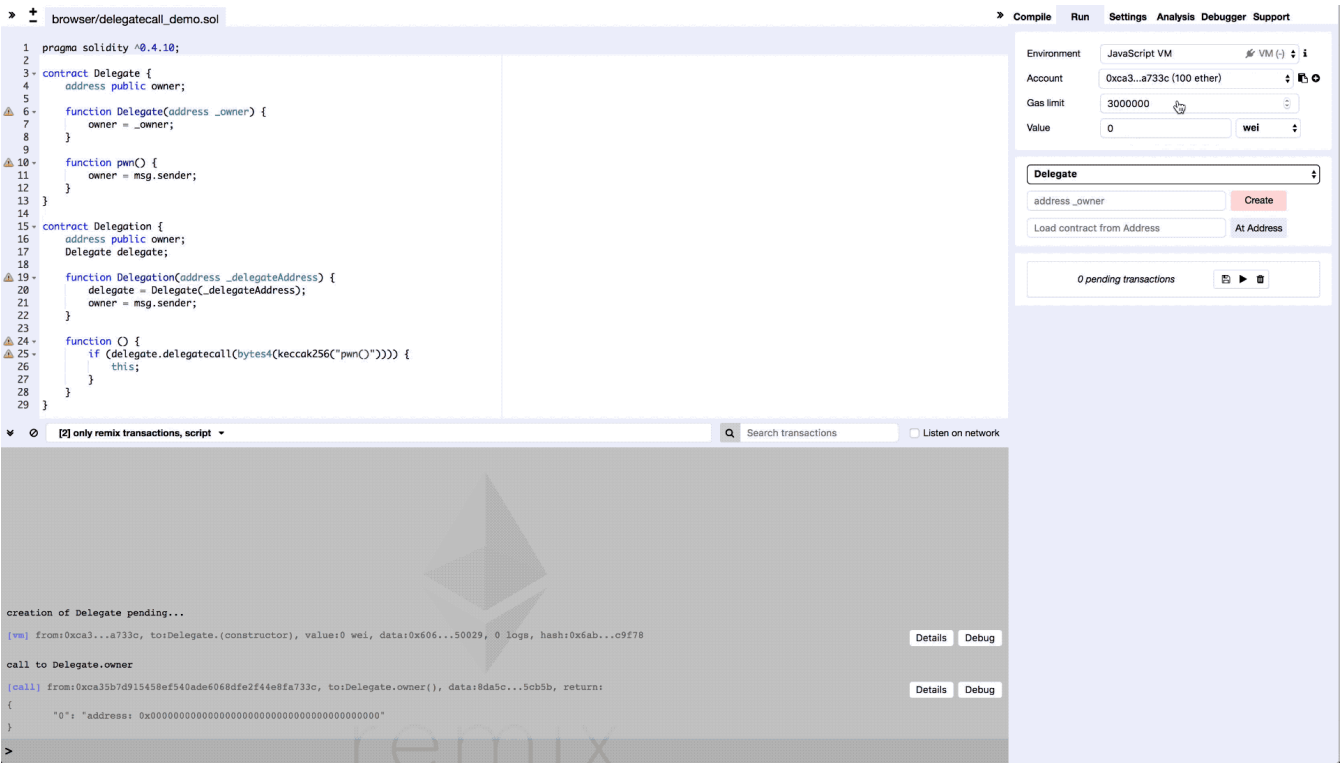 browser/delegatecall_demo.sol
1 pragma solidity ^0.4.10;
2
3 contract Delegate {
4     address public owner;
5
6     function Delegate(address _owner) {
7         owner = _owner;
8     }
9
10     function pwn() {
11         owner = msg.sender;
12     }
13 }
14
15 contract Delegation {
16     address public owner;
17     Delegate delegate;
18
19     function Delegation(address _delegateAddress) {
20         delegate = Delegate(_delegateAddress);
21         owner = msg.sender;
22     }
23
24     function () {
25         if (delegate.delegatecall(bytes4(keccak256("pwn()")))) {
26             this;
27         }
28     }
29 }
[2] only remix transactions, script
Search transactions
Listen on network
creation of Delegate pending...
[vm] from:0xca3...a733c, to:Delegate.(constructor), value:0 wei, data:0x606...50029, 0 logs, hash:0x6ab...c9f78
Details Debug
call to Delegate.owner
[call] from:0xca35b7d915458ef540ade6068dfe2f44e8fa733c, to:Delegate.owner(), data:8da5c...5cb5b, return:
Details Debug
{
"0": "address: 0x0000000000000000000000000000000000000000"
}
>
remix
Compile Run Settings Analysis Debugger Support
Environment JavaScript VM VM (-)
Account 0xca3...a733c (100 ether)
Gas limit 3000000
Value 0 wei
Delegate
address _owner Create
Load contract from Address At Address
0 pending transactions